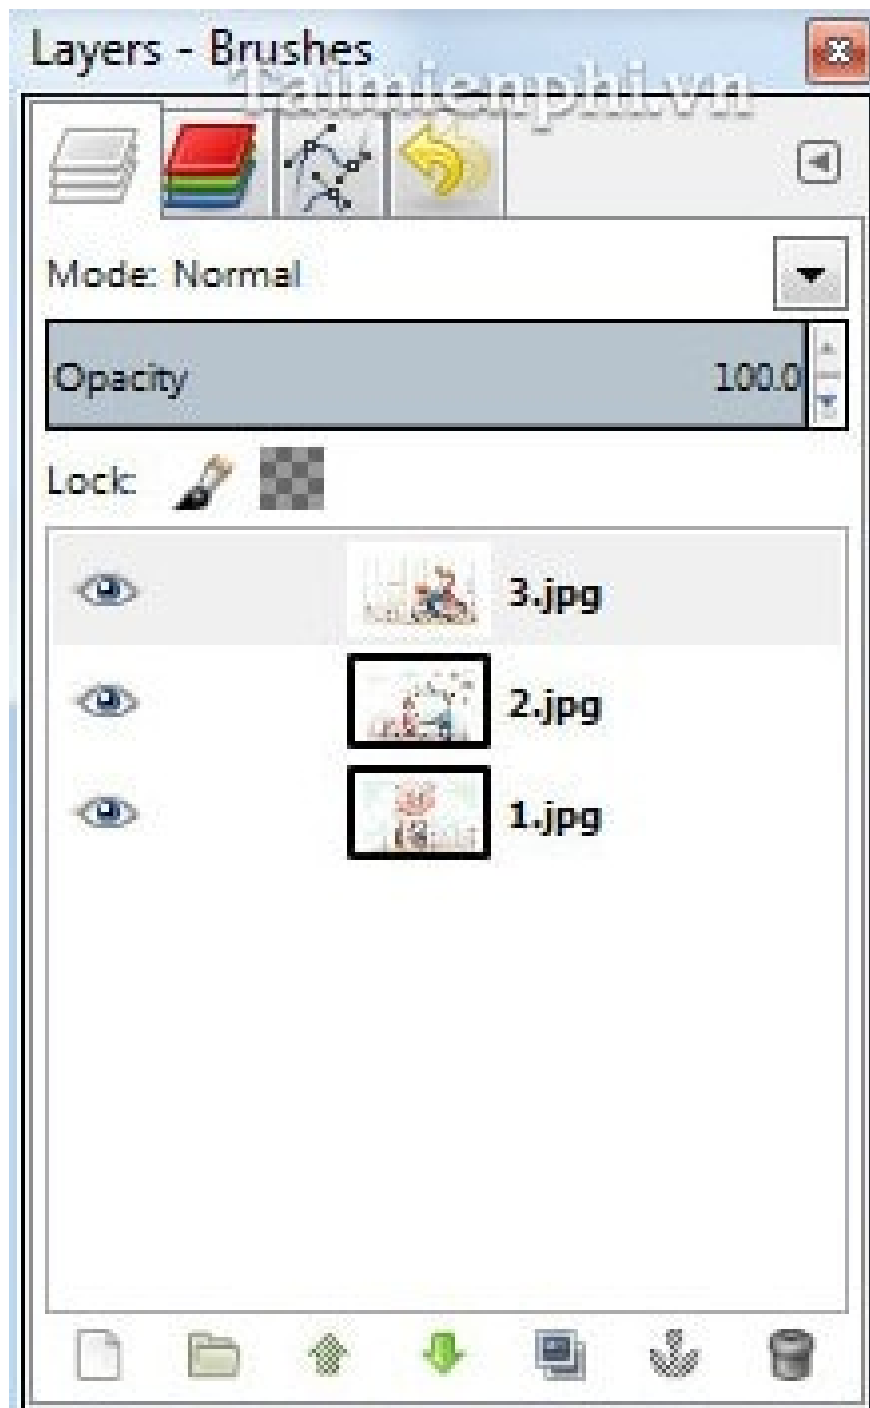 Layers - Brushes
Taimienphi.vn
Mode: Normal
Opacity 100.0
Lock:
3.jpg
2.jpg
1.jpg